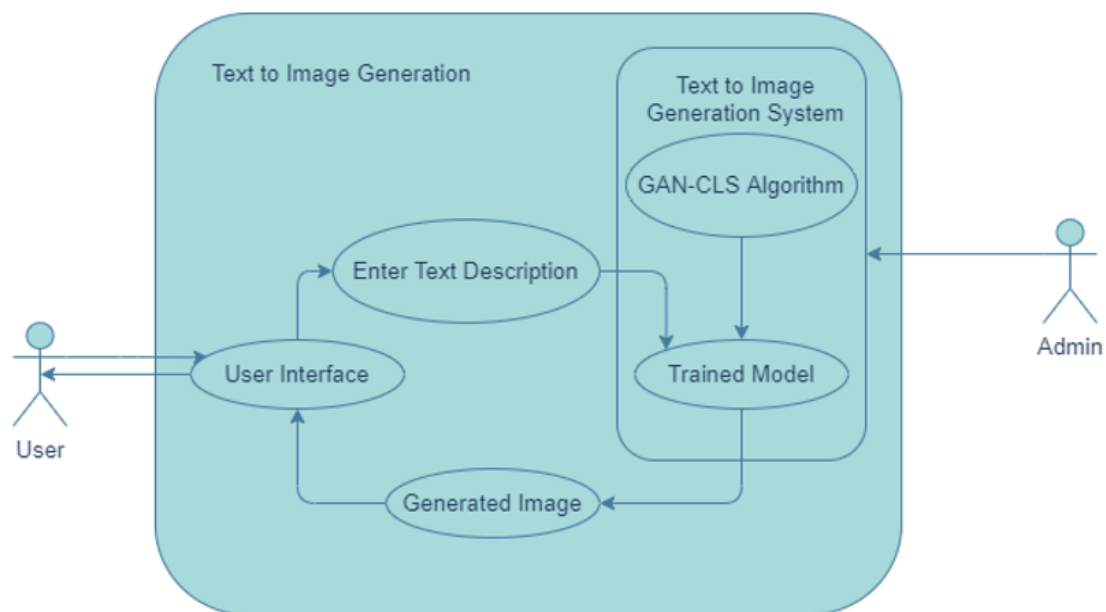 Text to Image Generation
Text to Image
Generation System
GAN-CLS Algorithm
Enter Text Description
User Interface
Trained Model
Generated Image
User
Admin